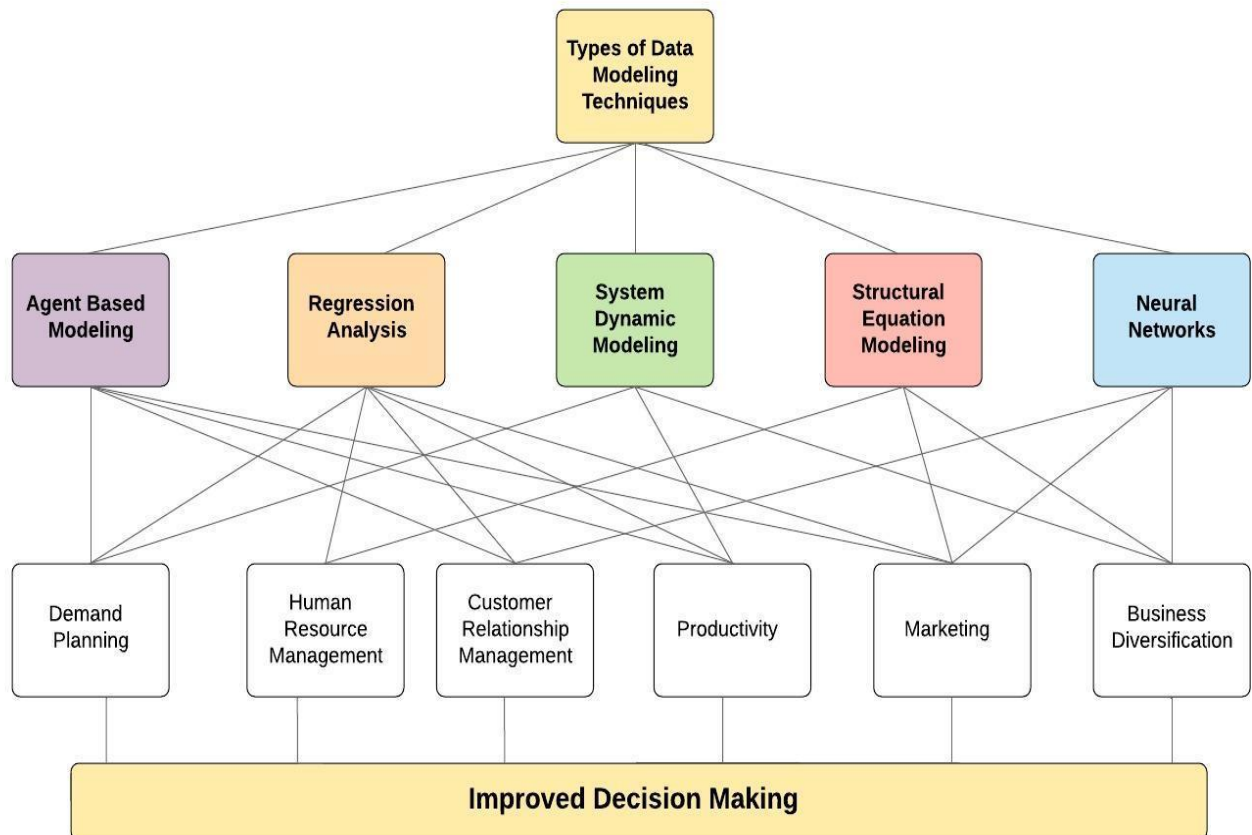 Types of Data
Modeling
Techniques
Agent Based
Modeling
Regression
Analysis
System
Dynamic
Modeling
Structural
Equation
Modeling
Neural
Networks
Demand
Planning
Human
Resource
Management
Customer
Relationship
Management
Productivity
Marketing
Business
Diversification
Improved Decision Making